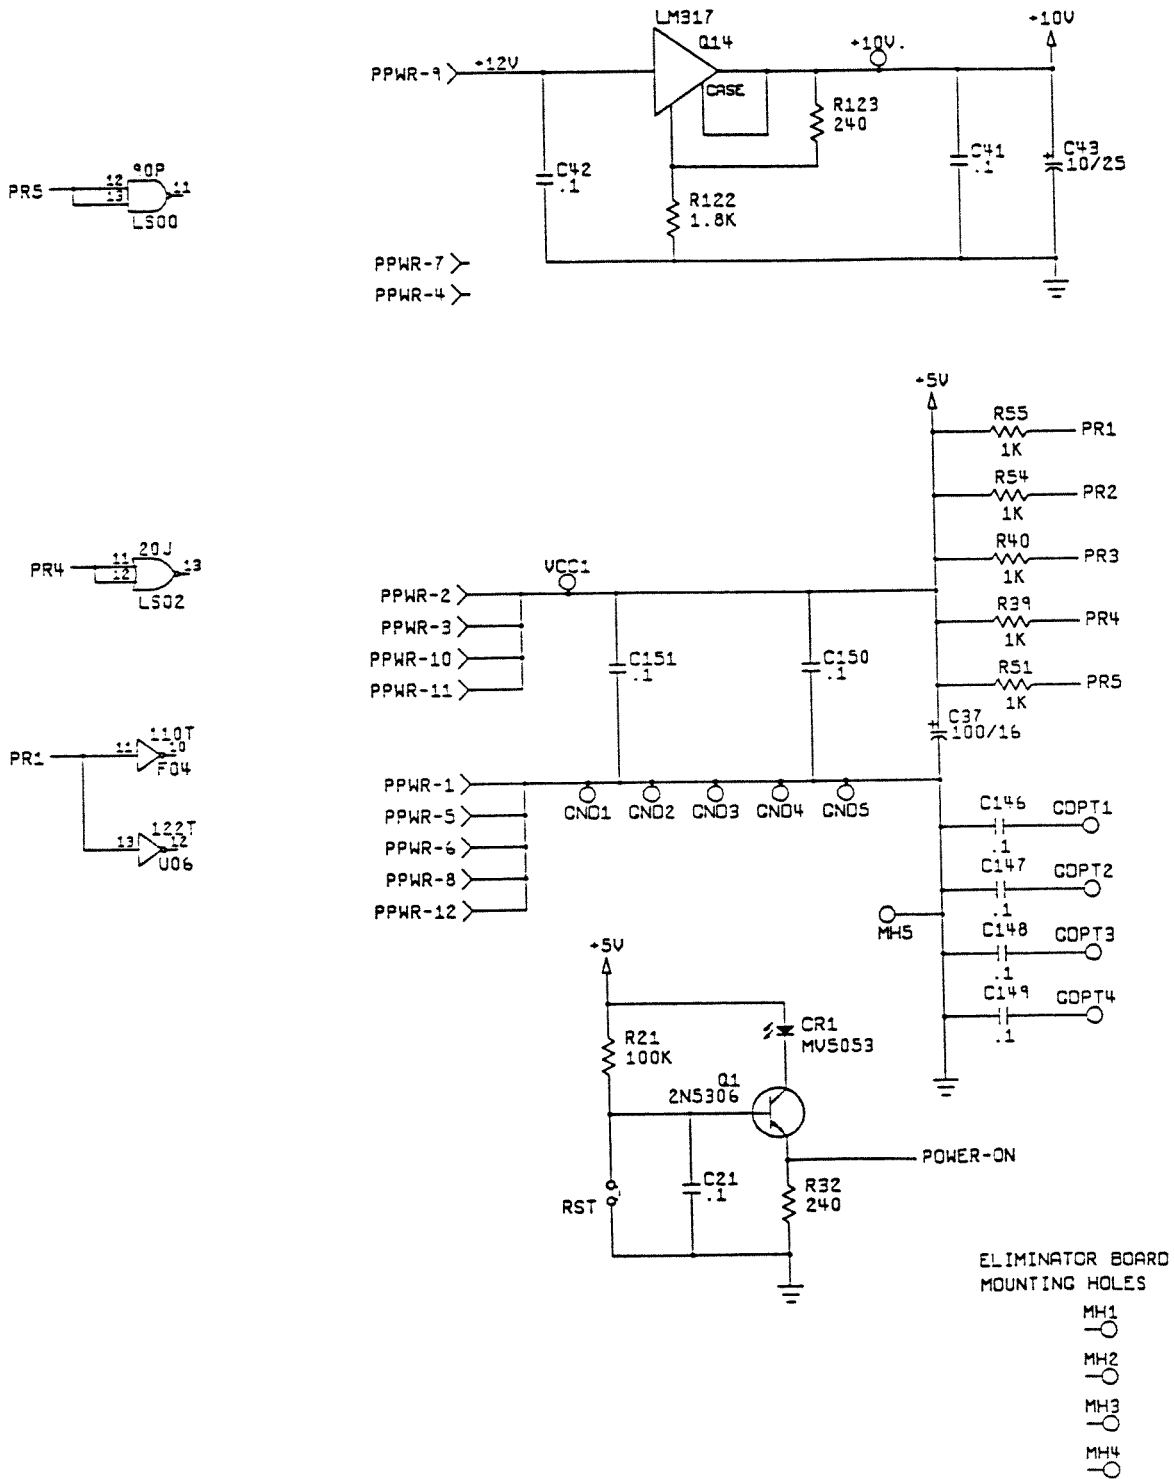 LM317
Q14
+10V
PPWR-9
+12V
+10V.
CASE
R123
240
C42
.1
C41
.1
C43
10/25
R122
1.8K
90P
PR5
12
13
11
LS00
PPWR-7
PPWR-4
+5V
R55
PR1
1K
R54
PR2
1K
R40
PR3
1K
R39
PR4
1K
R51
PR5
1K
20J
PR4
11
12
13
LS02
VCC1
PPWR-2
PPWR-3
PPWR-10
PPWR-11
C151
.1
C150
.1
C37
100/16
110T
PR1
11
10
F04
122T
13
12
U06
PPWR-1
PPWR-5
PPWR-6
PPWR-8
PPWR-12
GND1
GND2
GND3
GND4
GND5
C146
GDPT1
.1
C147
GDPT2
.1
MH5
C148
GDPT3
.1
C149
GDPT4
.1
+5V
R21
100K
CR1
MV5053
Q1
2N5306
POWER-ON
RST
C21
.1
R32
240
ELIMINATOR BOARD
MOUNTING HOLES
MH1
MH2
MH3
MH4